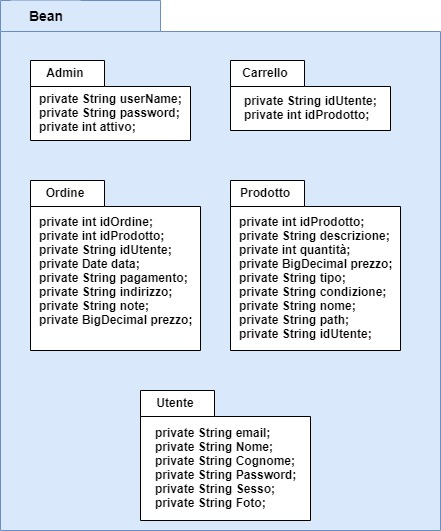 Bean
Admin
private String userName;
private String password;
private int attivo;
Carrello
private String idUtente;
private int idProdotto;
Ordine
private int idOrdine;
private int idProdotto;
private String idUtente;
private Date data;
private String pagamento;
private String indirizzo;
private String note;
private BigDecimal prezzo;
Prodotto
private int idProdotto;
private String descrizione;
private int quantità;
private BigDecimal prezzo;
private String tipo;
private String condizione;
private String nome;
private String path;
private String idUtente;
Utente
private String email;
private String Nome;
private String Cognome;
private String Password;
private String Sesso;
private String Foto;